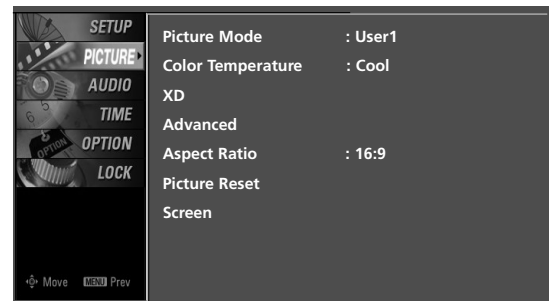 SETUP
PICTURE
AUDIO
TIME
OPTION
LOCK
Move MENU Prev
Picture Mode : User1
Color Temperature : Cool
XD
Advanced
Aspect Ratio : 16:9
Picture Reset
Screen